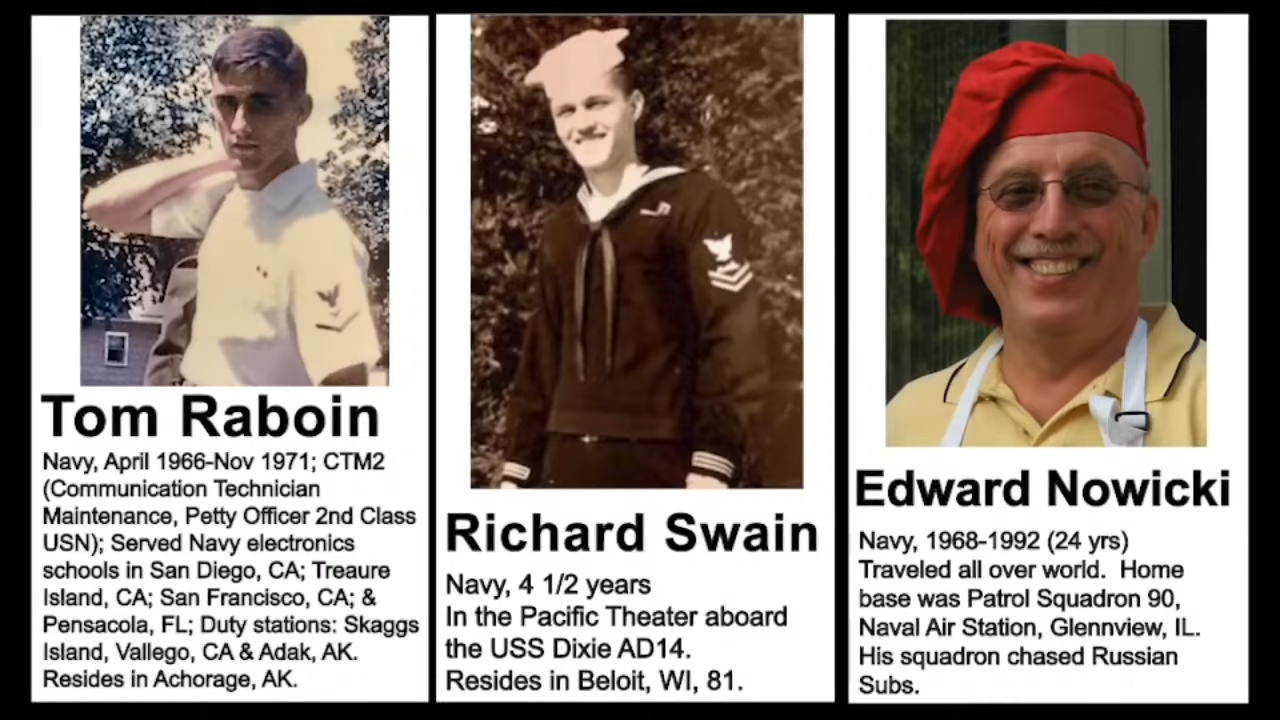 Tom Raboin
Navy, April 1966-Nov 1971; CTM2
(Communication Technician
Maintenance, Petty Officer 2nd Class
USN); Served Navy electronics
schools in San Diego, CA; Treaure
Island, CA; San Francisco, CA; &
Pensacola, FL; Duty stations: Skaggs
Island, Vallego, CA & Adak, AK.
Resides in Achorage, AK.
Richard Swain
Navy, 4 1/2 years
In the Pacific Theater aboard
the USS Dixie AD14.
Resides in Beloit, WI, 81.
Edward Nowicki
Navy, 1968-1992 (24 yrs)
Traveled all over world.  Home
base was Patrol Squadron 90,
Naval Air Station, Glennview, IL.
His squadron chased Russian
Subs.